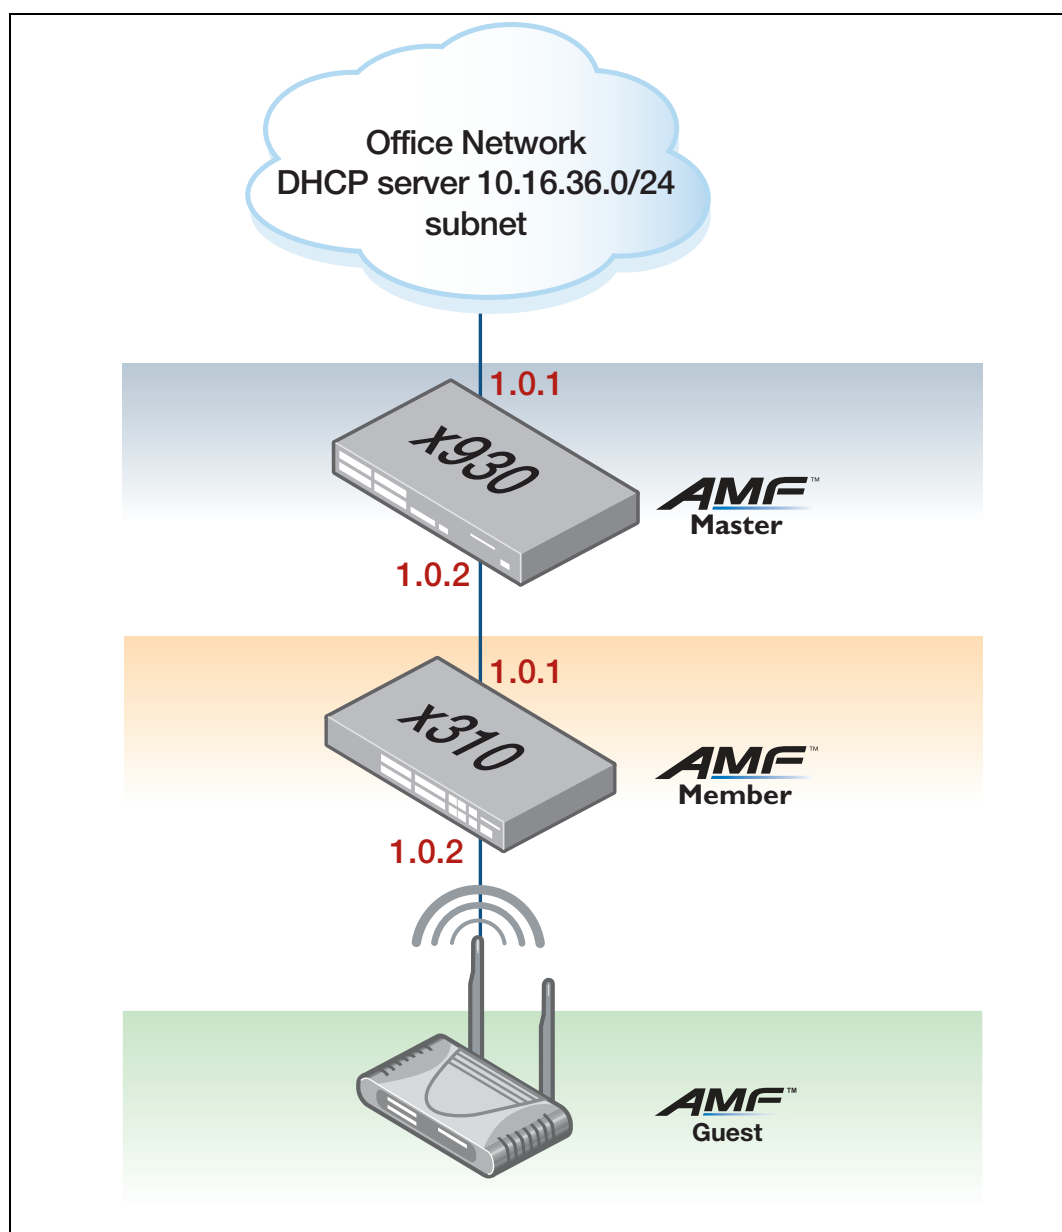 Office Network
DHCP server 10.16.36.0/24
subnet
1.0.1
x930
AMF™
Master
1.0.2
1.0.1
x310
AMF™
Member
1.0.2
AMF™
Guest